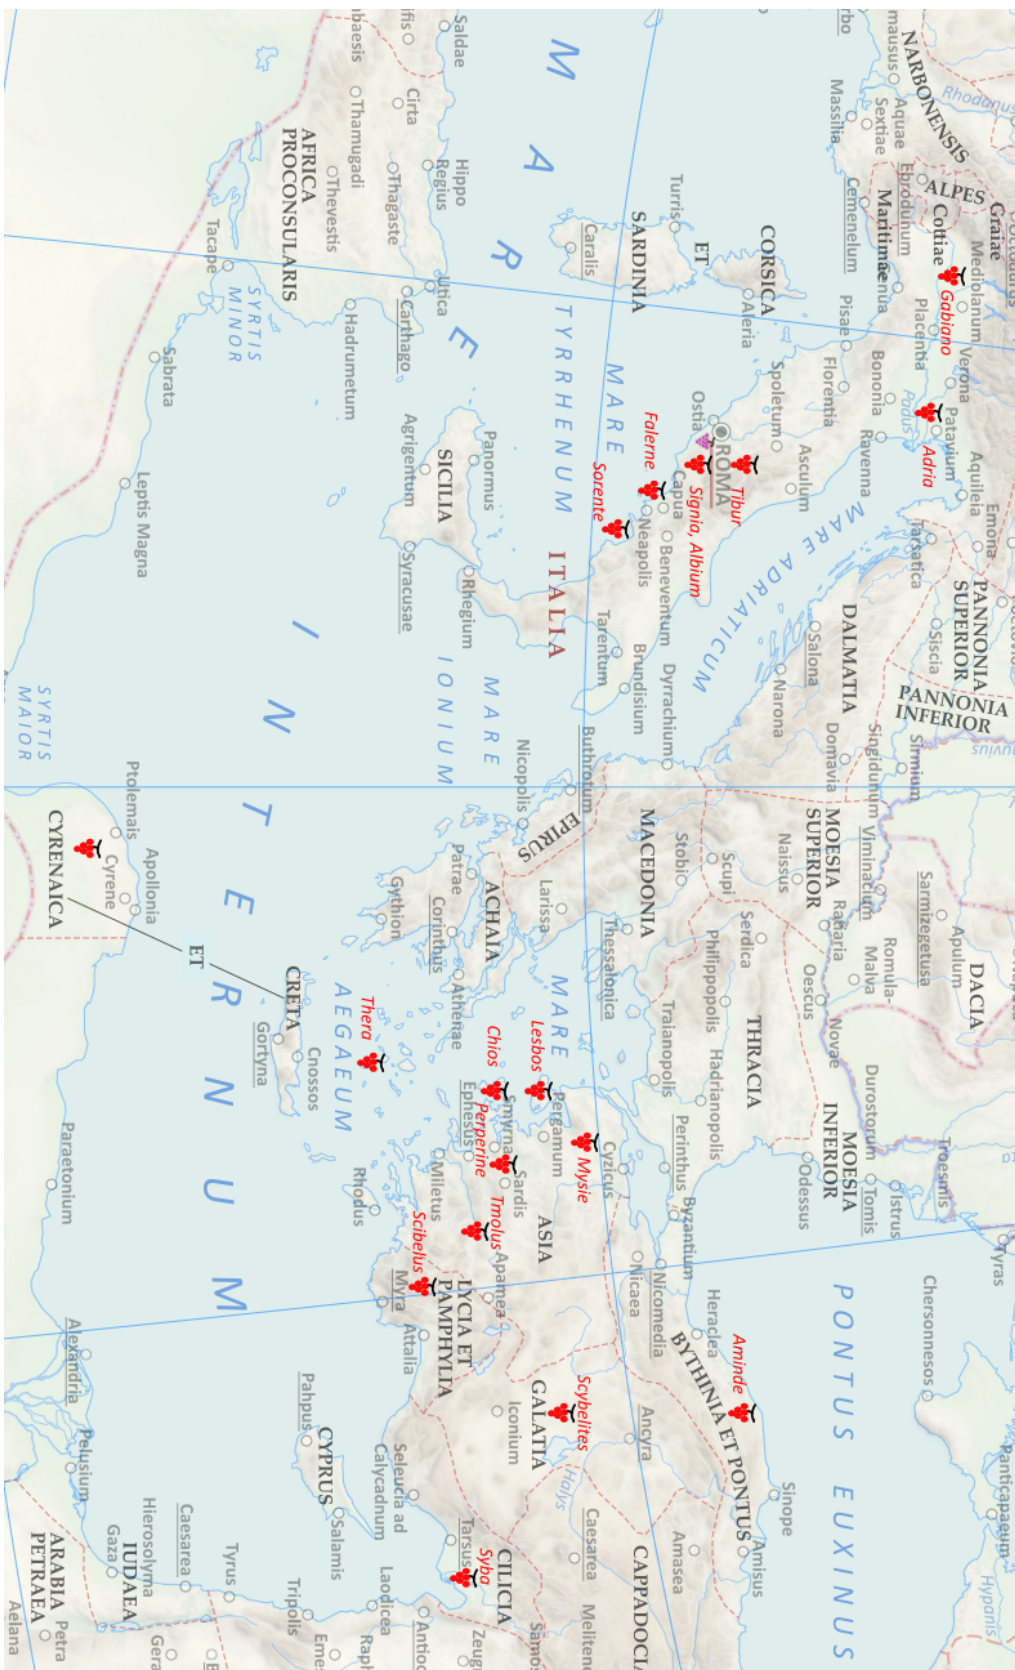 NARBONENSIS
Rhodanus
Aquae
Sextiae
Massilia
ALPES
Graiae
Cottiae
Maritimae
Ebrodunum
Cemenelum
Mediolanum
Gabiano
Placentia
Verona
Patavium
Padus
Adria
Aquileia
Emona
Tarsatica
PANNONIA
SUPERIOR
Siscia
PANNONIA
INFERIOR
Sirmium
Singidunum
Pisae
Florentia
Bononia
Ravenna
MARE ADRIATICUM
DALMATIA
Salona
Narona
Domavia
CORSICA
ET
SARDINIA
Aleria
Turris
Caralis
Spoletum
Asculum
Ostia
ROMA
Tibur
Signia, Albium
Falerne
Capua
Neapolis
Sorente
Beneventum
ITALIA
Tarentum
Brundisium
Dyrrachium
MARE
TYRRHENUM
MARE INTERNUM
Saldae
Cirta
Thamugadi
Thevestis
Thagaste
Hippo
Regius
AFRICA
PROCONSULARIS
Utica
Carthago
Hadrumetum
Tacape
SYRTIS
MINOR
Sabrata
Leptis Magna
SICILIA
Panormus
Agrigentum
Syracusae
Rhegium
MARE
IONIUM
SYRTIS
MAIOR
Ptolemais
Apollonia
Cyrene
CYRENAICA
ET
CRETA
Gortyna
Cnossos
Nicopolis
Buthrotum
EPIRUS
MACEDONIA
Stobi
Scupi
Naissus
MOESIA
SUPERIOR
Viminacium
Ratiaria
Sarmizegetusa
Apulum
DACIA
Romula-
Malva
Oescus
Novae
Durostorum
MOESIA
INFERIOR
Troesmis
Tomis
Istrus
Odessus
Tyras
Serdica
Philippopolis
THRACIA
Hadrianopolis
Traianopolis
Perinthus
Byzantium
Thessalonica
Larissa
ACHAIA
Patrae
Corinthus
Gythion
Athenae
MARE
AEGAEUM
Thera
Chios
Lesbos
Pergamum
Smyrna
Ephesus
Perperine
Mysie
Cyzicus
Sardis
Tmolus
Miletus
Rhodus
ASIA
Apamea
Scibelus
LYCIA ET
PAMPHYLIA
Myra
Attalia
Nicaea
Nicomedia
Heraclea
BYTHINIA ET PONTUS
Aminde
PONTUS EUXINUS
Chersonnesos
Panticapaeum
Hypanis
Sinope
Amisus
Amasea
Scybelites
GALATIA
Ancyra
Iconium
Halys
CAPPADOCIA
Caesarea
Melitene
CILICIA
Tarsus
Syba
Seleucia ad
Calycadnum
CYPRUS
Pahpus
Salamis
Laodicea
Tripolis
Tyrus
Caesarea
Hierosolyma
Gaza
IUDAEA
ARABIA
PETRAEA
Petra
Aelana
Pelusium
Alexandria
Paraetonium